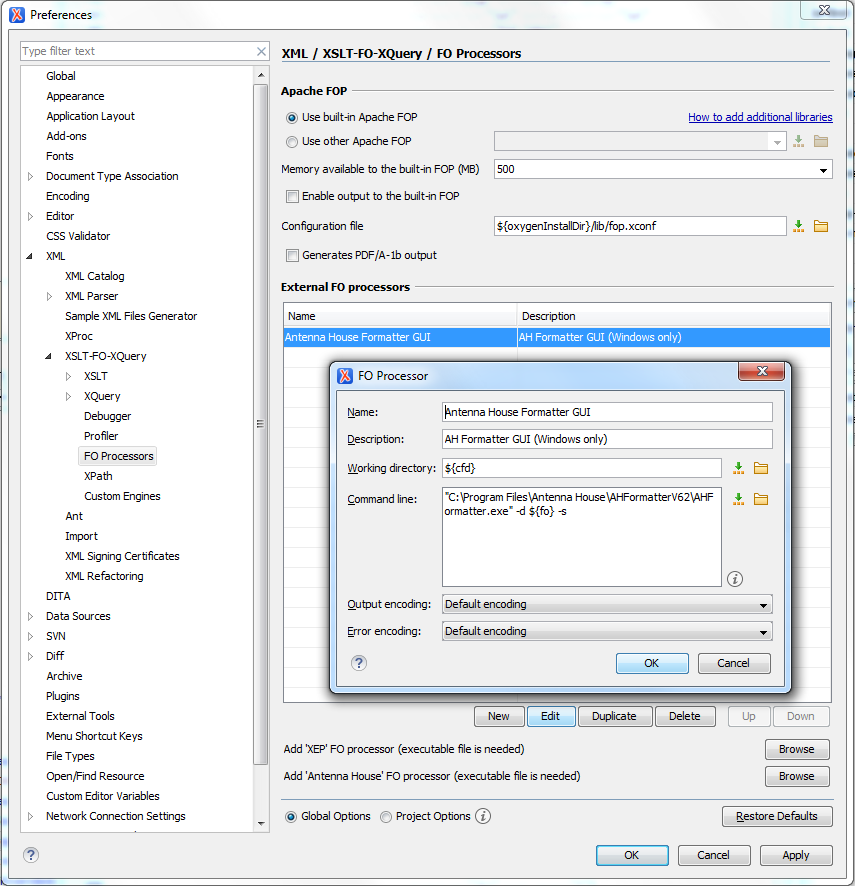 Preferences
Type filter text
Global
Appearance
Application Layout
Add-ons
Fonts
Document Type Association
Encoding
Editor
CSS Validator
XML
XML Catalog
XML Parser
Sample XML Files Generator
XProc
XSLT-FO-XQuery
XSLT
XQuery
Debugger
Profiler
FO Processors
XPath
Custom Engines
Ant
Import
XML Signing Certificates
XML Refactoring
DITA
Data Sources
SVN
Diff
Archive
Plugins
External Tools
Menu Shortcut Keys
File Types
Open/Find Resource
Custom Editor Variables
Network Connection Settings
XML / XSLT-FO-XQuery / FO Processors
Apache FOP
Use built-in Apache FOP How to add additional libraries
Use other Apache FOP
Memory available to the built-in FOP (MB) 500
Enable output to the built-in FOP
Configuration file ${oxygenInstallDir}/lib/fop.xconf
Generates PDF/A-1b output
External FO processors
Name Description
Antenna House Formatter GUI AH Formatter GUI (Windows only)
FO Processor
Name: Antenna House Formatter GUI
Description: AH Formatter GUI (Windows only)
Working directory: ${cfd}
Command line: "C:\Program Files\Antenna House\AHFormatterV62\AHF
ormatter.exe" -d ${fo} -s
Output encoding: Default encoding
Error encoding: Default encoding
? OK Cancel
New Edit Duplicate Delete Up Down
Add 'XEP' FO processor (executable file is needed) Browse
Add 'Antenna House' FO processor (executable file is needed) Browse
Global Options Project Options Restore Defaults
? OK Cancel Apply